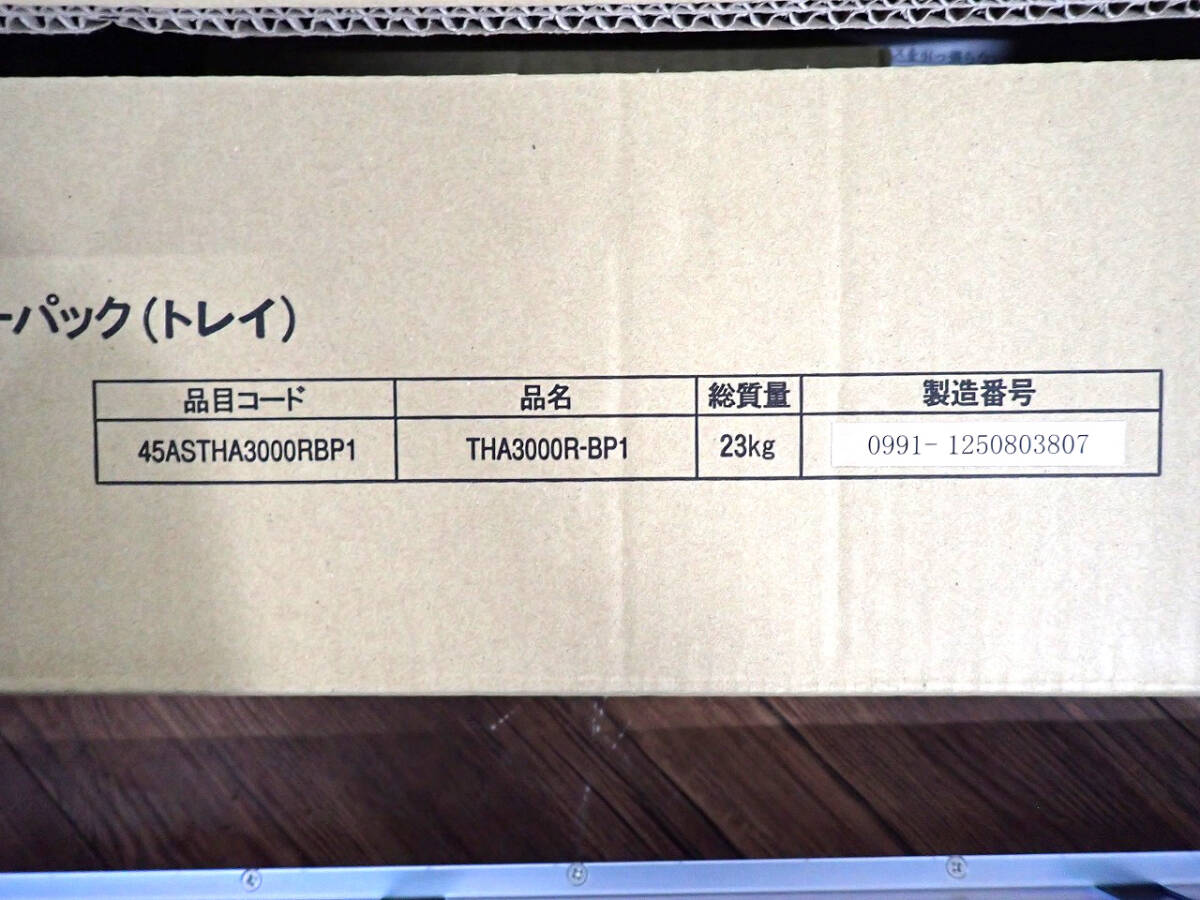 ーパック(トレイ)
品目コード 品名 総質量 製造番号
45ASTHA3000RBP1 THA3000R-BP1 23kg 0991- 1250803807